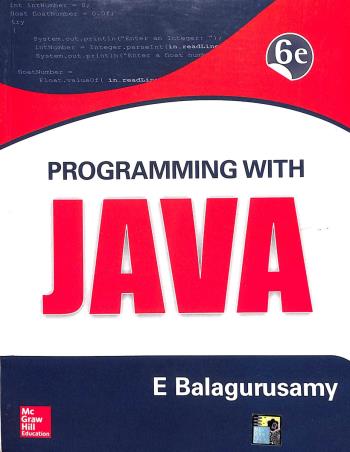 int intNumber = 0;
float floatNumber = 0.0f;
try
System.out.println("Enter an Integer: ");
intNumber = Integer.parseInt(in.readLin
System.out.println("Enter a float num
floatNumber =
Float.valueOf( in.readL
6e
PROGRAMMING WITH
JAVA
E Balagurusamy
Mc
Graw
Hill
Education